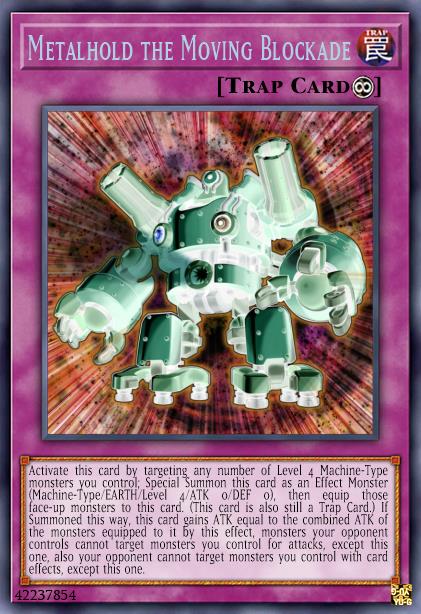 METALHOLD THE MOVING BLOCKADE
TRAP
罠
[TRAP CARD∞]
Activate this card by targeting any number of Level 4 Machine-Type
monsters you control; Special Summon this card as an Effect Monster
(Machine-Type/EARTH/Level 4/ATK 0/DEF 0), then equip those
face-up monsters to this card. (This card is also still a Trap Card.) If
Summoned this way, this card gains ATK equal to the combined ATK of
the monsters equipped to it by this effect, monsters your opponent
controls cannot target monsters you control for attacks, except this
one, also your opponent cannot target monsters you control with card
effects, except this one.
42237854